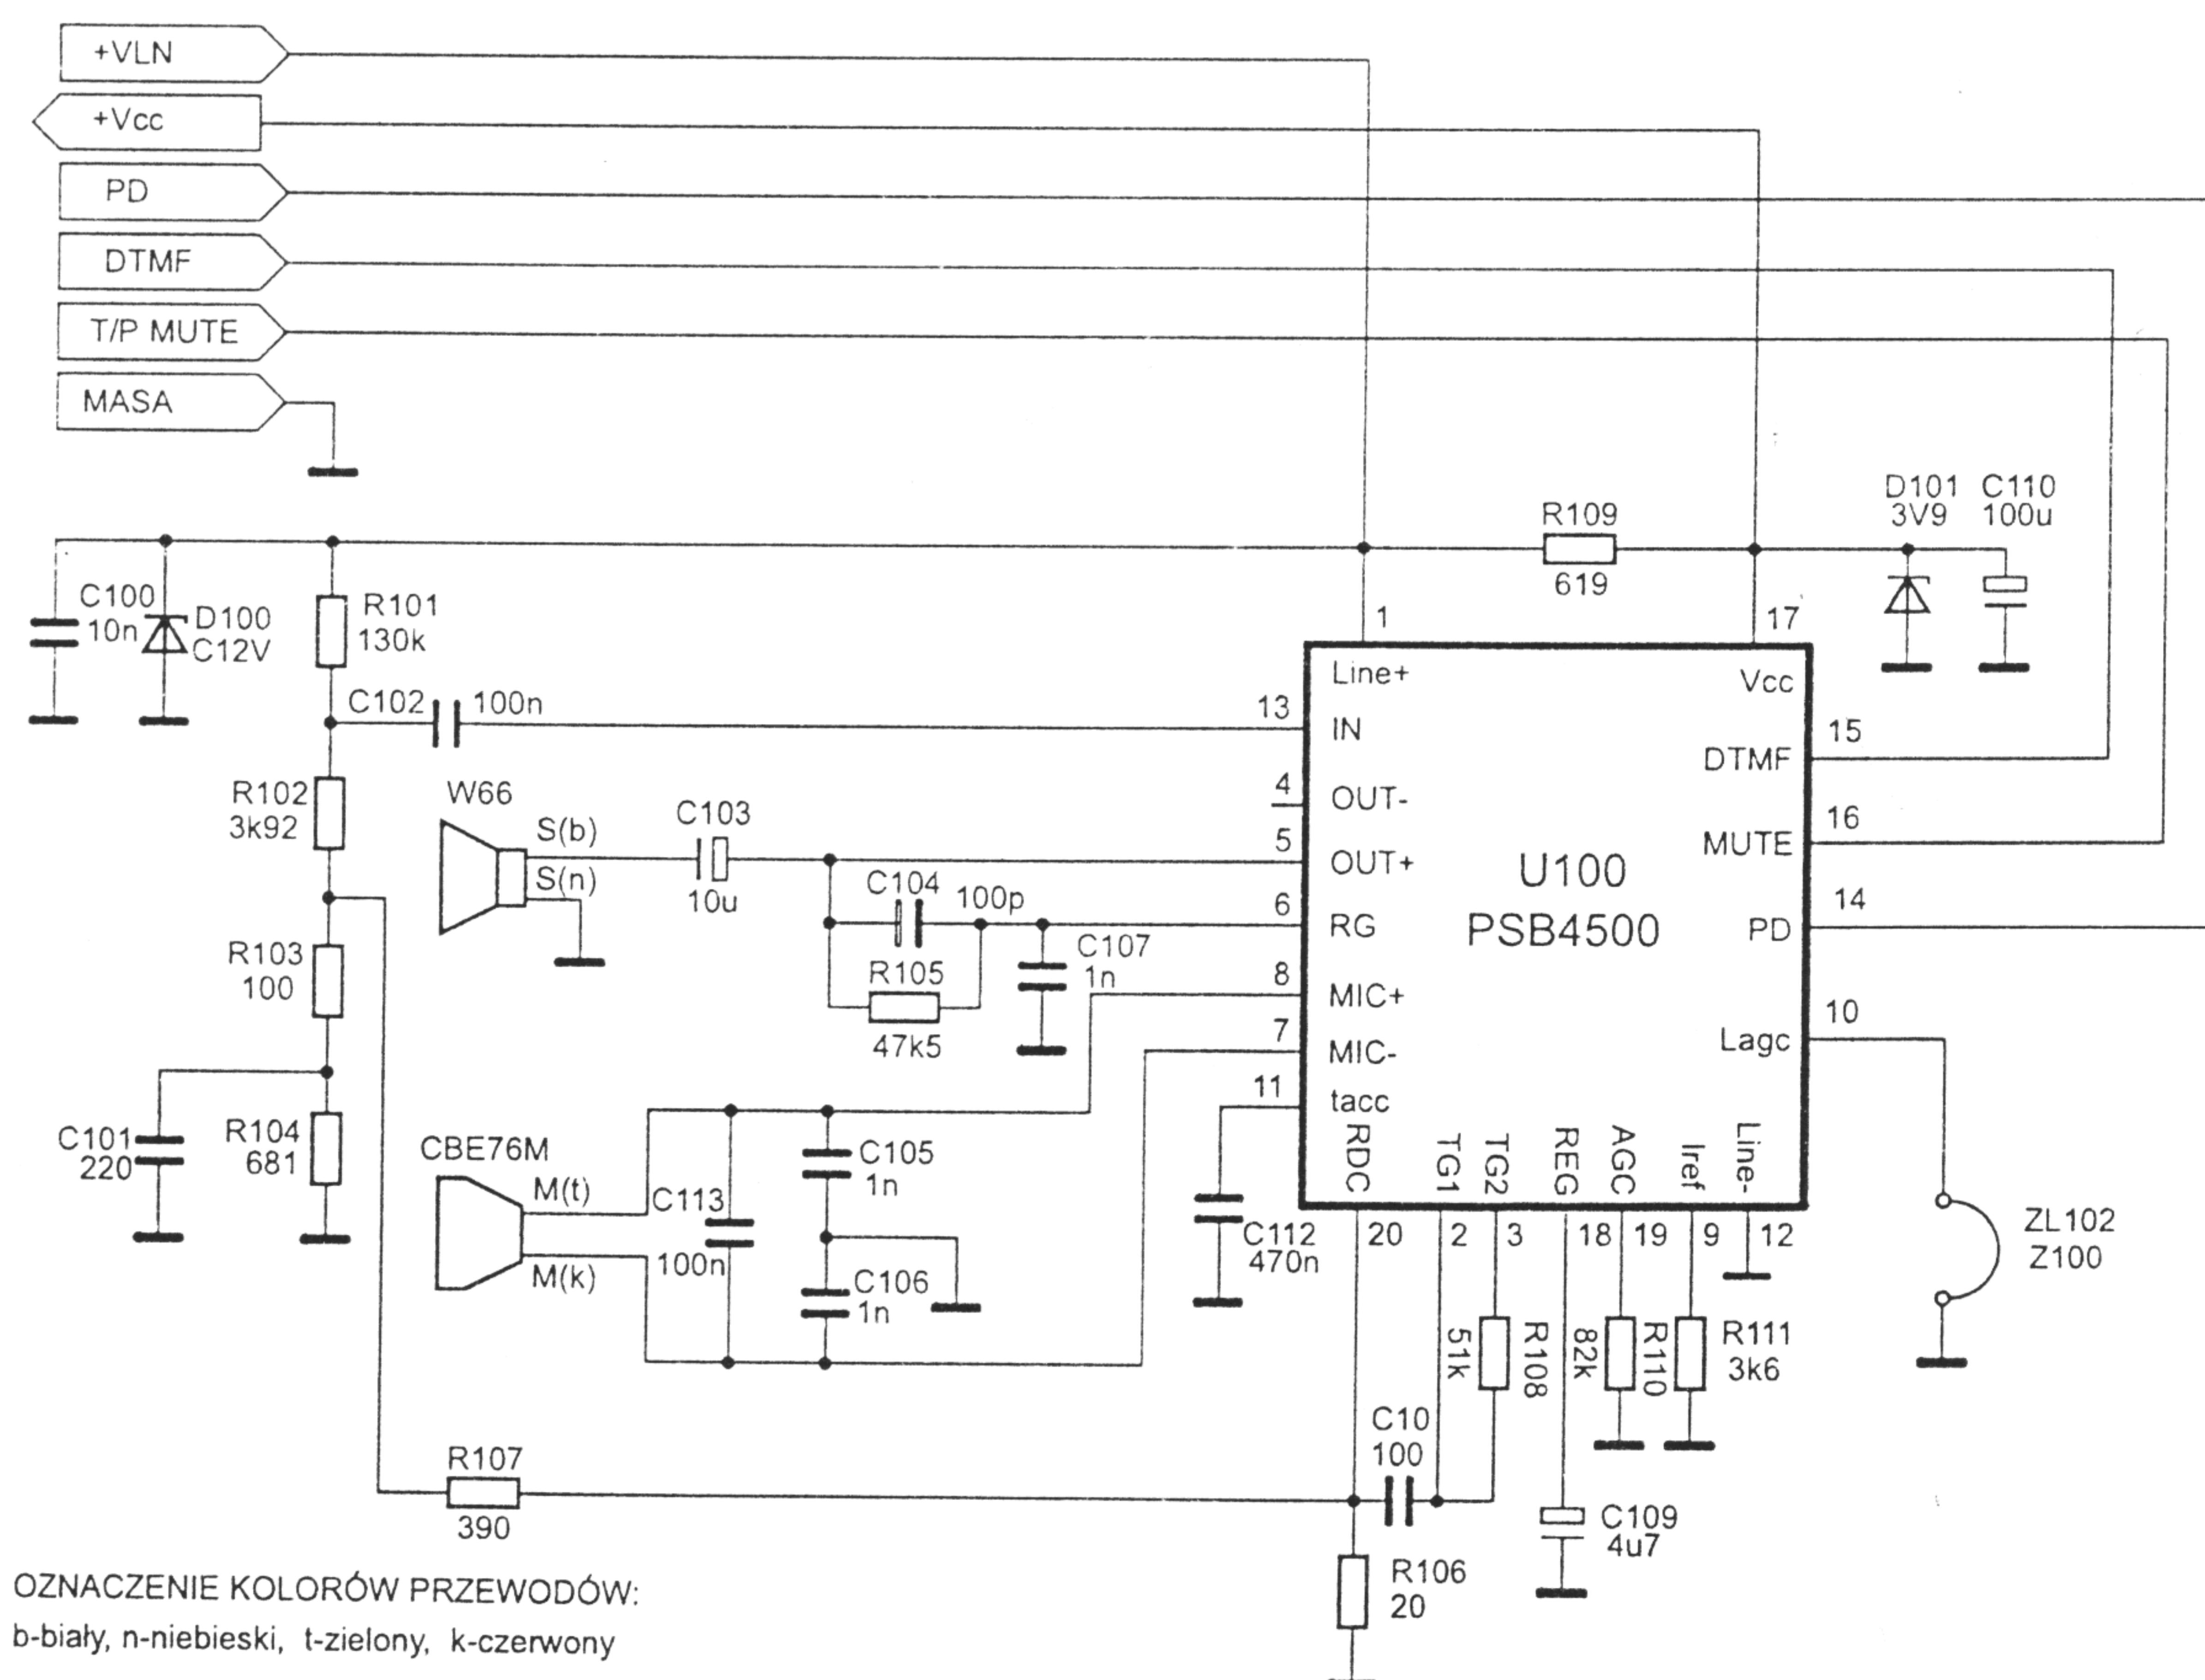 +VLN
+Vcc
PD
DTMF
T/P MUTE
MASA
R109
619
D101
3V9
C110
100u
C100
10n
D100
C12V
R101
130k
1
17
Line+
Vcc
C102
100n
13
IN
15
DTMF
R102
3k92
W66
S(b)
S(n)
C103
10u
4
OUT-
5
OUT+
16
MUTE
U100
PSB4500
C104
100p
6
RG
14
PD
R103
100
R105
47k5
C107
1n
8
MIC+
7
MIC-
10
Lagc
11
tacc
C101
220
R104
681
CBE76M
M(t)
M(k)
C113
100n
C105
1n
C106
1n
C112
470n
RDC
TG1
TG2
REG
AGC
Iref
Line-
20
2
3
18
19
9
12
ZL102
Z100
51k
R108
82k
R110
R111
3k6
C10
100
R107
390
C109
4u7
R106
20
OZNACZENIE KOLORÓW PRZEWODÓW:
b-biały, n-niebieski, t-zielony, k-czerwony